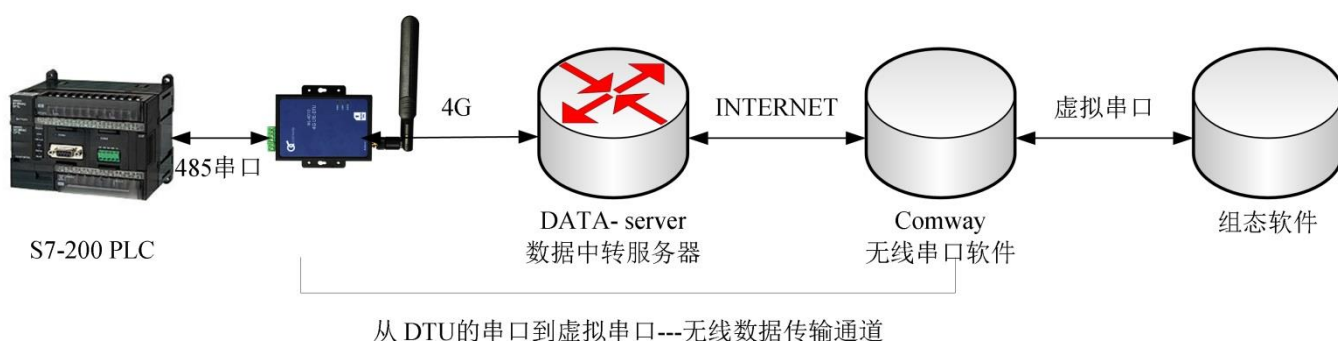 4G
INTERNET
虚拟串口
485串口
S7-200 PLC
DATA- server
数据中转服务器
Comway
无线串口软件
组态软件
从 DTU的串口到虚拟串口---无线数据传输通道